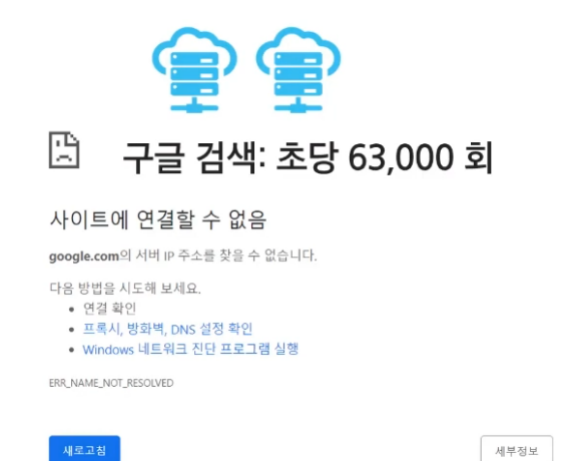 구글 검색: 초당 63,000 회
사이트에 연결할 수 없음
google.com의 서버 IP 주소를 찾을 수 없습니다.
다음 방법을 시도해 보세요.
• 연결 확인
• 프록시, 방화벽, DNS 설정 확인
• Windows 네트워크 진단 프로그램 실행
ERR_NAME_NOT_RESOLVED
새로고침
세부정보